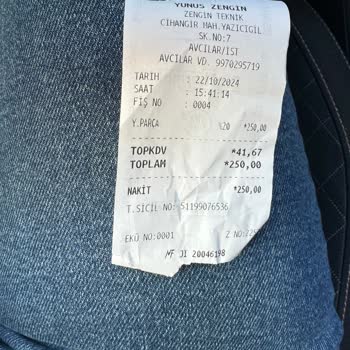 YUNUS ZENGİN
ZENGİN TEKNİK
CİHANGİR MAH.YAZICIGİL
SK.NO:7
AVCILAR/İST
AVCILAR VD. 9970295719
TARİH : 22/10/2024
SAAT : 15:41:14
FİŞ NO : 0004
Y.PARÇA %20 *250,00
TOPKDV *41,67
TOPLAM *250,00
NAKİT *250,00
T.SİCİL NO: 51199076536
EKÜ NO:0001 Z NO:
MF JI 20046198